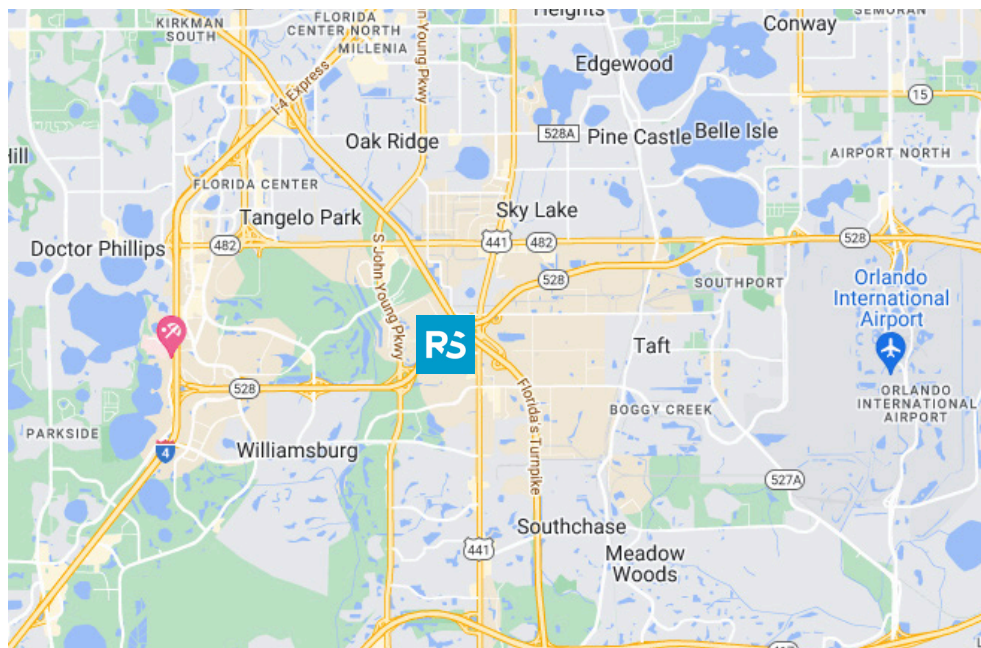 KIRKMAN
SOUTH
FLORIDA
CENTER NORTH
MILLENIA
Heights
SEMORAN
Conway
Edgewood
I-4 Express
n Young Pkwy
15
Oak Ridge
528A
Pine Castle
Belle Isle
Hill
AIRPORT NORTH
FLORIDA CENTER
Tangelo Park
Sky Lake
Doctor Phillips
482
S John Young Pkwy
441
482
528
528
SOUTHPORT
Orlando
International
Airport
RS
Taft
528
Florida's Turnpike
BOGGY CREEK
ORLANDO
INTERNATIONAL
AIRPORT
PARKSIDE
4
Williamsburg
527A
Southchase
441
Meadow
Woods